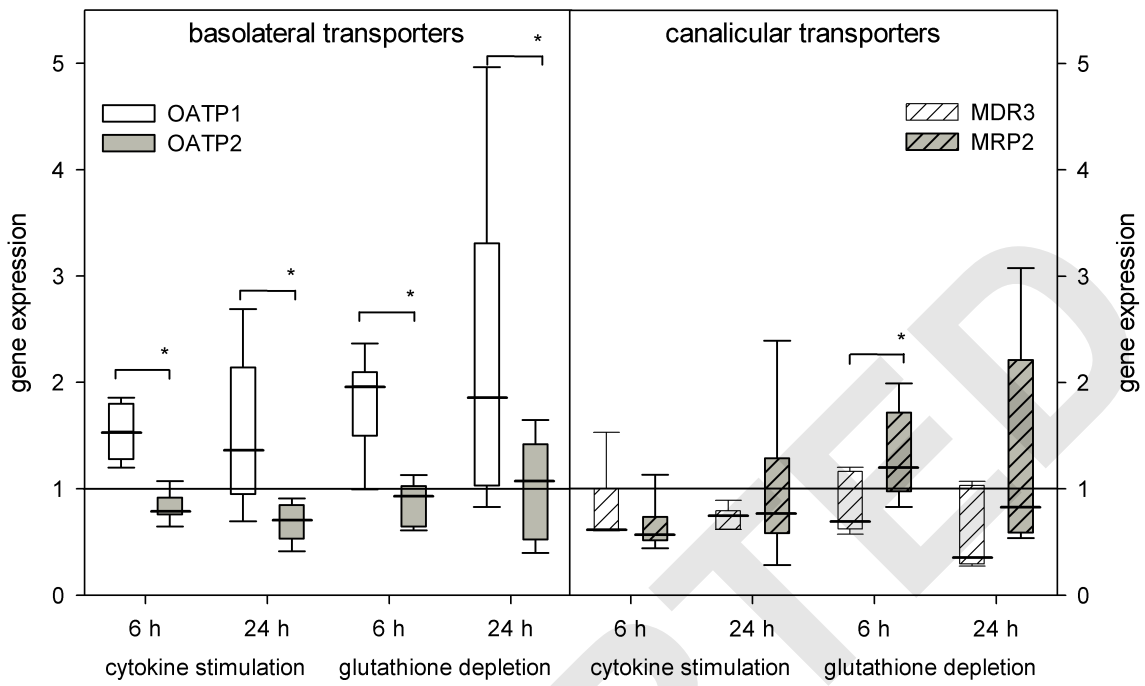 basolateral transporters
canalicular transporters
OATP1
OATP2
MDR3
MRP2
gene expression
gene expression
5
4
3
2
1
0
5
4
3
2
1
0
*
*
*
*
*
6 h
24 h
6 h
24 h
6 h
24 h
6 h
24 h
cytokine stimulation
glutathione depletion
cytokine stimulation
glutathione depletion
PTED